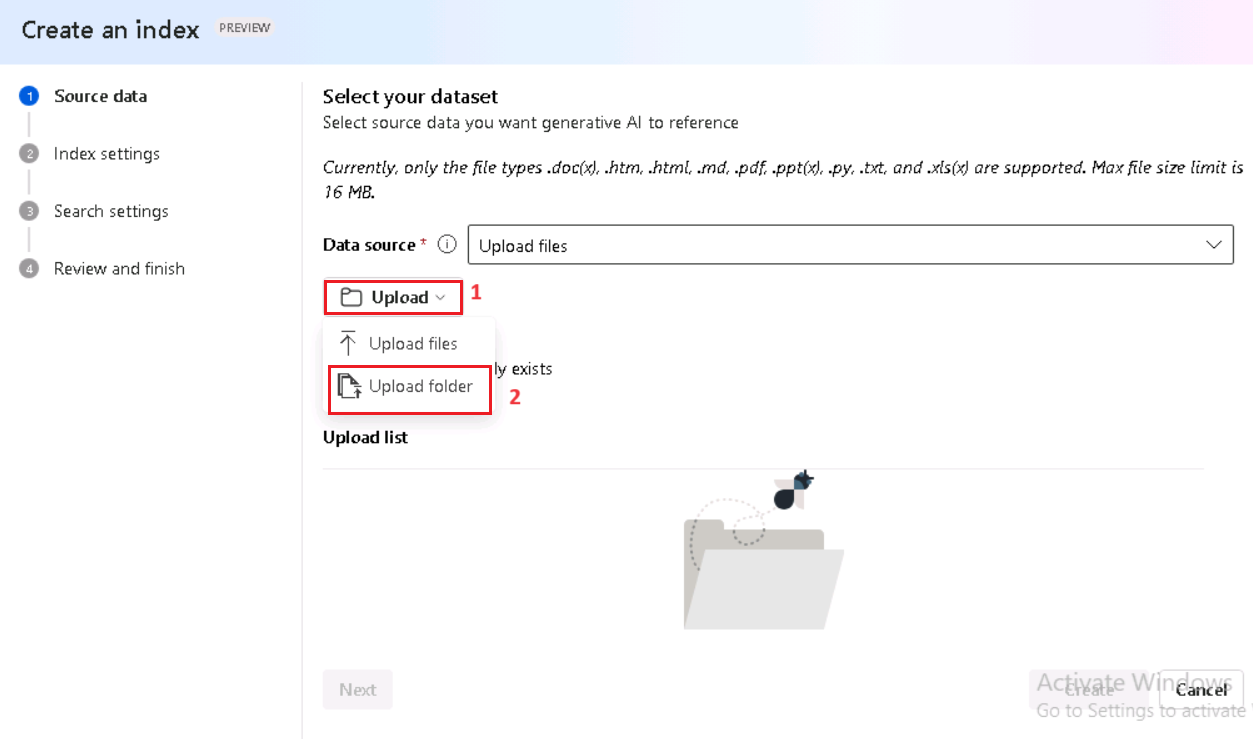 Create an index PREVIEW
1 Source data
2 Index settings
3 Search settings
4 Review and finish
Select your dataset
Select source data you want generative AI to reference
Currently, only the file types .doc(x), .htm, .html, .md, .pdf, .ppt(x), .py, .txt, and .xls(x) are supported. Max file size limit is
16 MB.
Data source * Upload files
Upload 1
Upload files
ly exists
Upload folder 2
Upload list
Next
Create
Cancel
Activate Windows
Go to Settings to activate